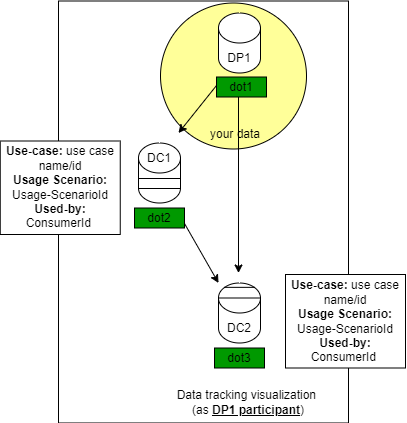 DP1
dot1
your data
Use-case: use case
name/id
Usage Scenario:
Usage-ScenarioId
Used-by:
ConsumerId
DC1
dot2
Use-case: use case
name/id
Usage Scenario:
Usage-ScenarioId
Used-by:
ConsumerId
DC2
dot3
Data tracking visualization
(as DP1 participant)